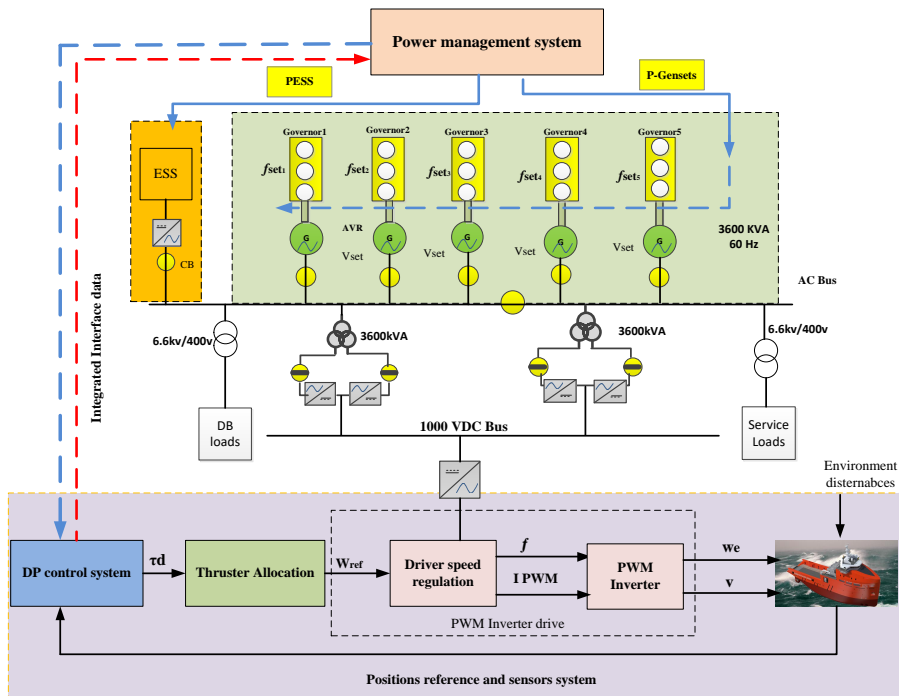 Power management system
PESS
P-Gensets
Governor1
Governor2
Governor3
Governor4
Governor5
ESS
fset1
fset2
fset3
fset4
fset5
G
G
G
G
G
AVR
Vset
Vset
Vset
Vset
3600 KVA
60 Hz
CB
AC Bus
6.6kv/400v
3600kVA
3600kVA
6.6kv/400v
Integrated Interface data
DB
loads
1000 VDC Bus
Service
Loads
Environment
disternabces
DP control system
τd
Thruster Allocation
Wref
Driver speed
regulation
f
I PWM
PWM
Inverter
we
v
PWM Inverter drive
Positions reference and sensors system